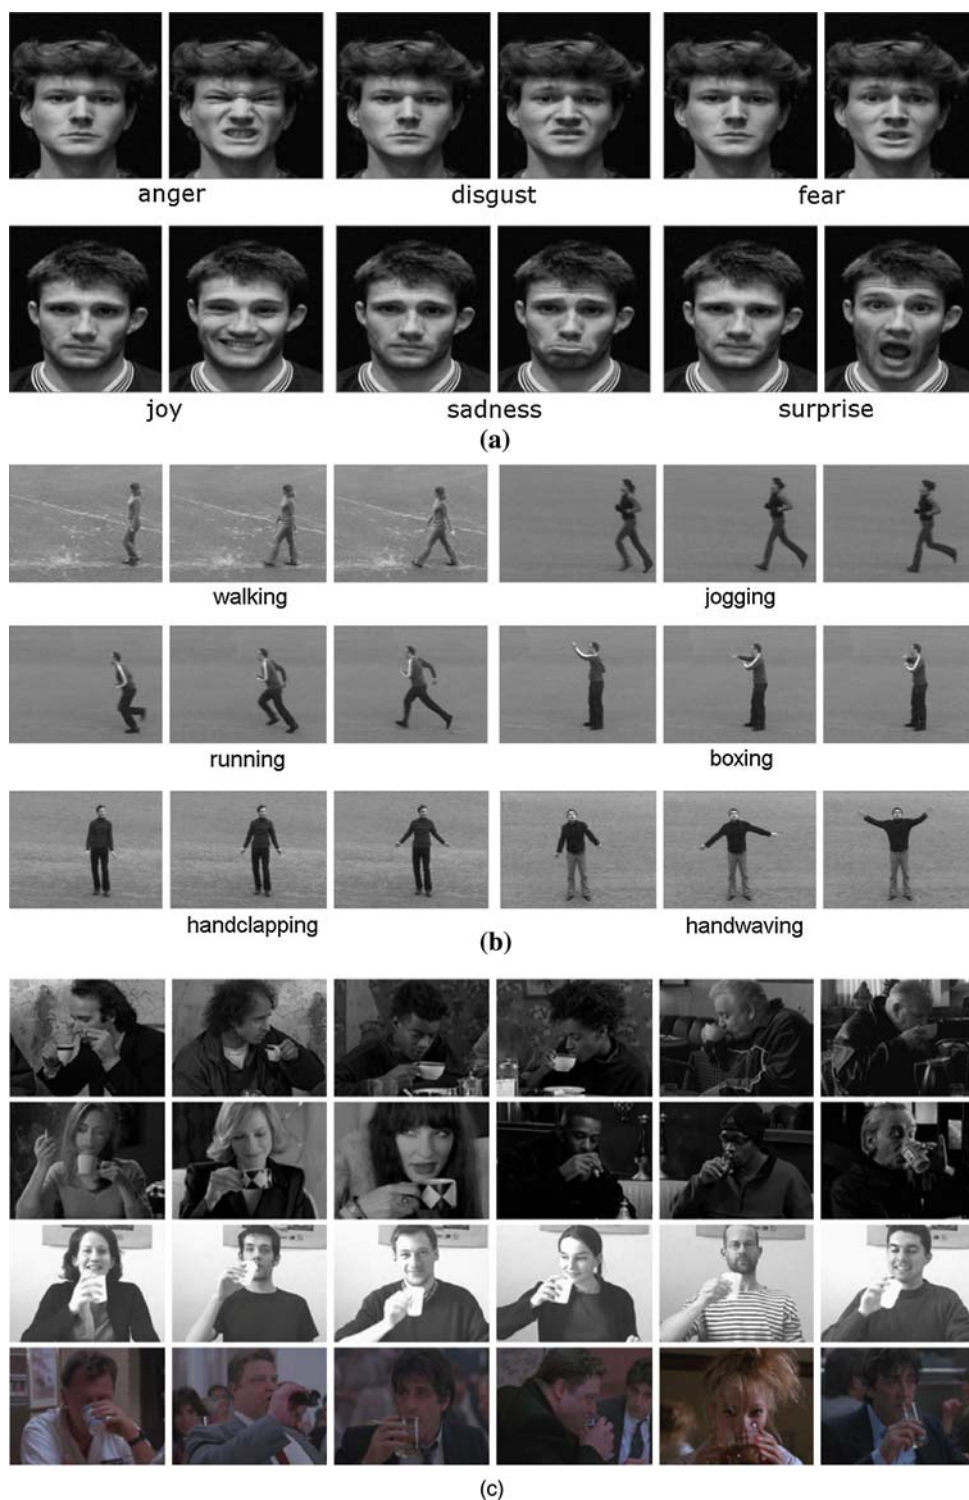 anger disgust fear
joy sadness surprise
(a)
walking jogging
running boxing
handclapping handwaving
(b)
(c)